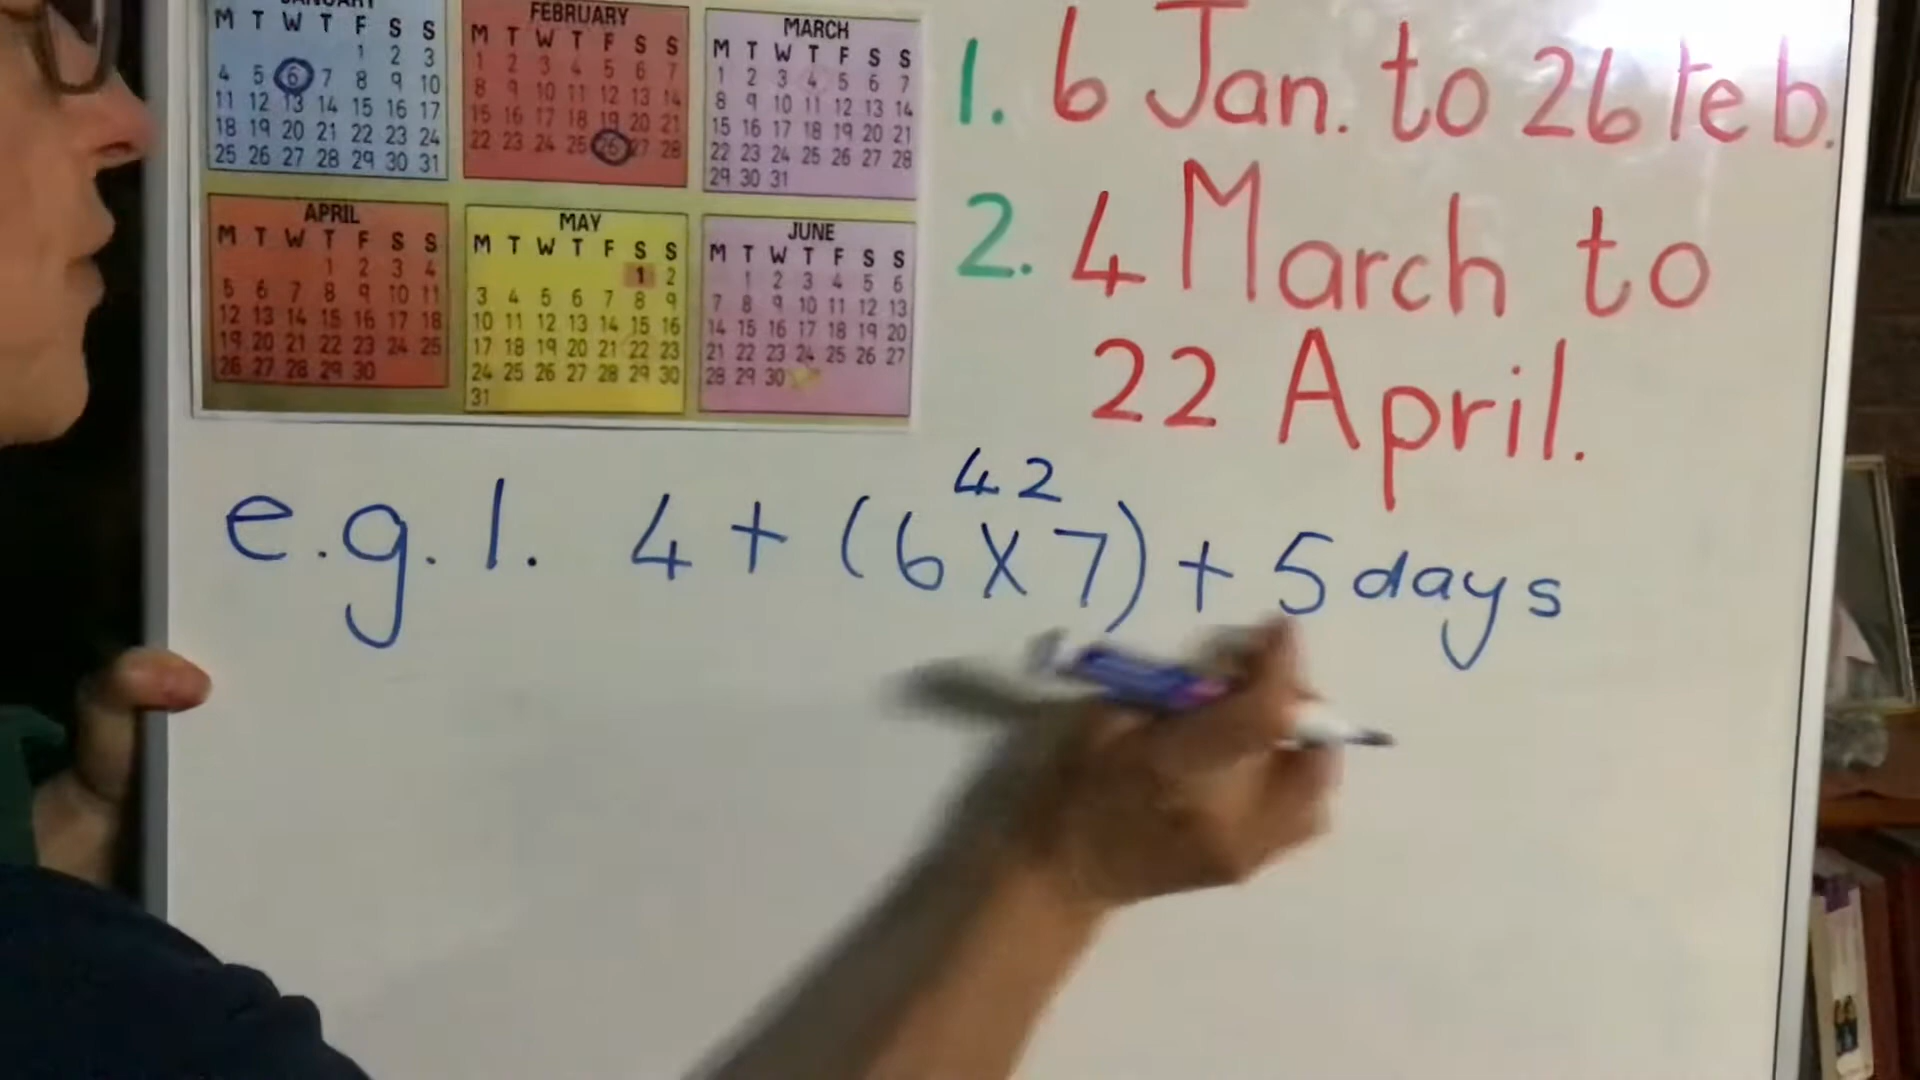 JANUARY
M T W T F S S
1 2 3
4 5 6 7 8 9 10
11 12 13 14 15 16 17
18 19 20 21 22 23 24
25 26 27 28 29 30 31
FEBRUARY
M T W T F S S
1 2 3 4 5 6 7
8 9 10 11 12 13 14
15 16 17 18 19 20 21
22 23 24 25 26 27 28
MARCH
M T W T F S S
1 2 3 4 5 6 7
8 9 10 11 12 13 14
15 16 17 18 19 20 21
22 23 24 25 26 27 28
29 30 31
APRIL
M T W T F S S
1 2 3 4
5 6 7 8 9 10 11
12 13 14 15 16 17 18
19 20 21 22 23 24 25
26 27 28 29 30
MAY
M T W T F S S
1 2
3 4 5 6 7 8 9
10 11 12 13 14 15 16
17 18 19 20 21 22 23
24 25 26 27 28 29 30
31
JUNE
M T W T F S S
1 2 3 4 5 6
7 8 9 10 11 12 13
14 15 16 17 18 19 20
21 22 23 24 25 26 27
28 29 30
1. 6 Jan. to 26 Feb.
2. 4 March to
22 April.
42
e.g. 1. 4 + (6 X 7) + 5 days